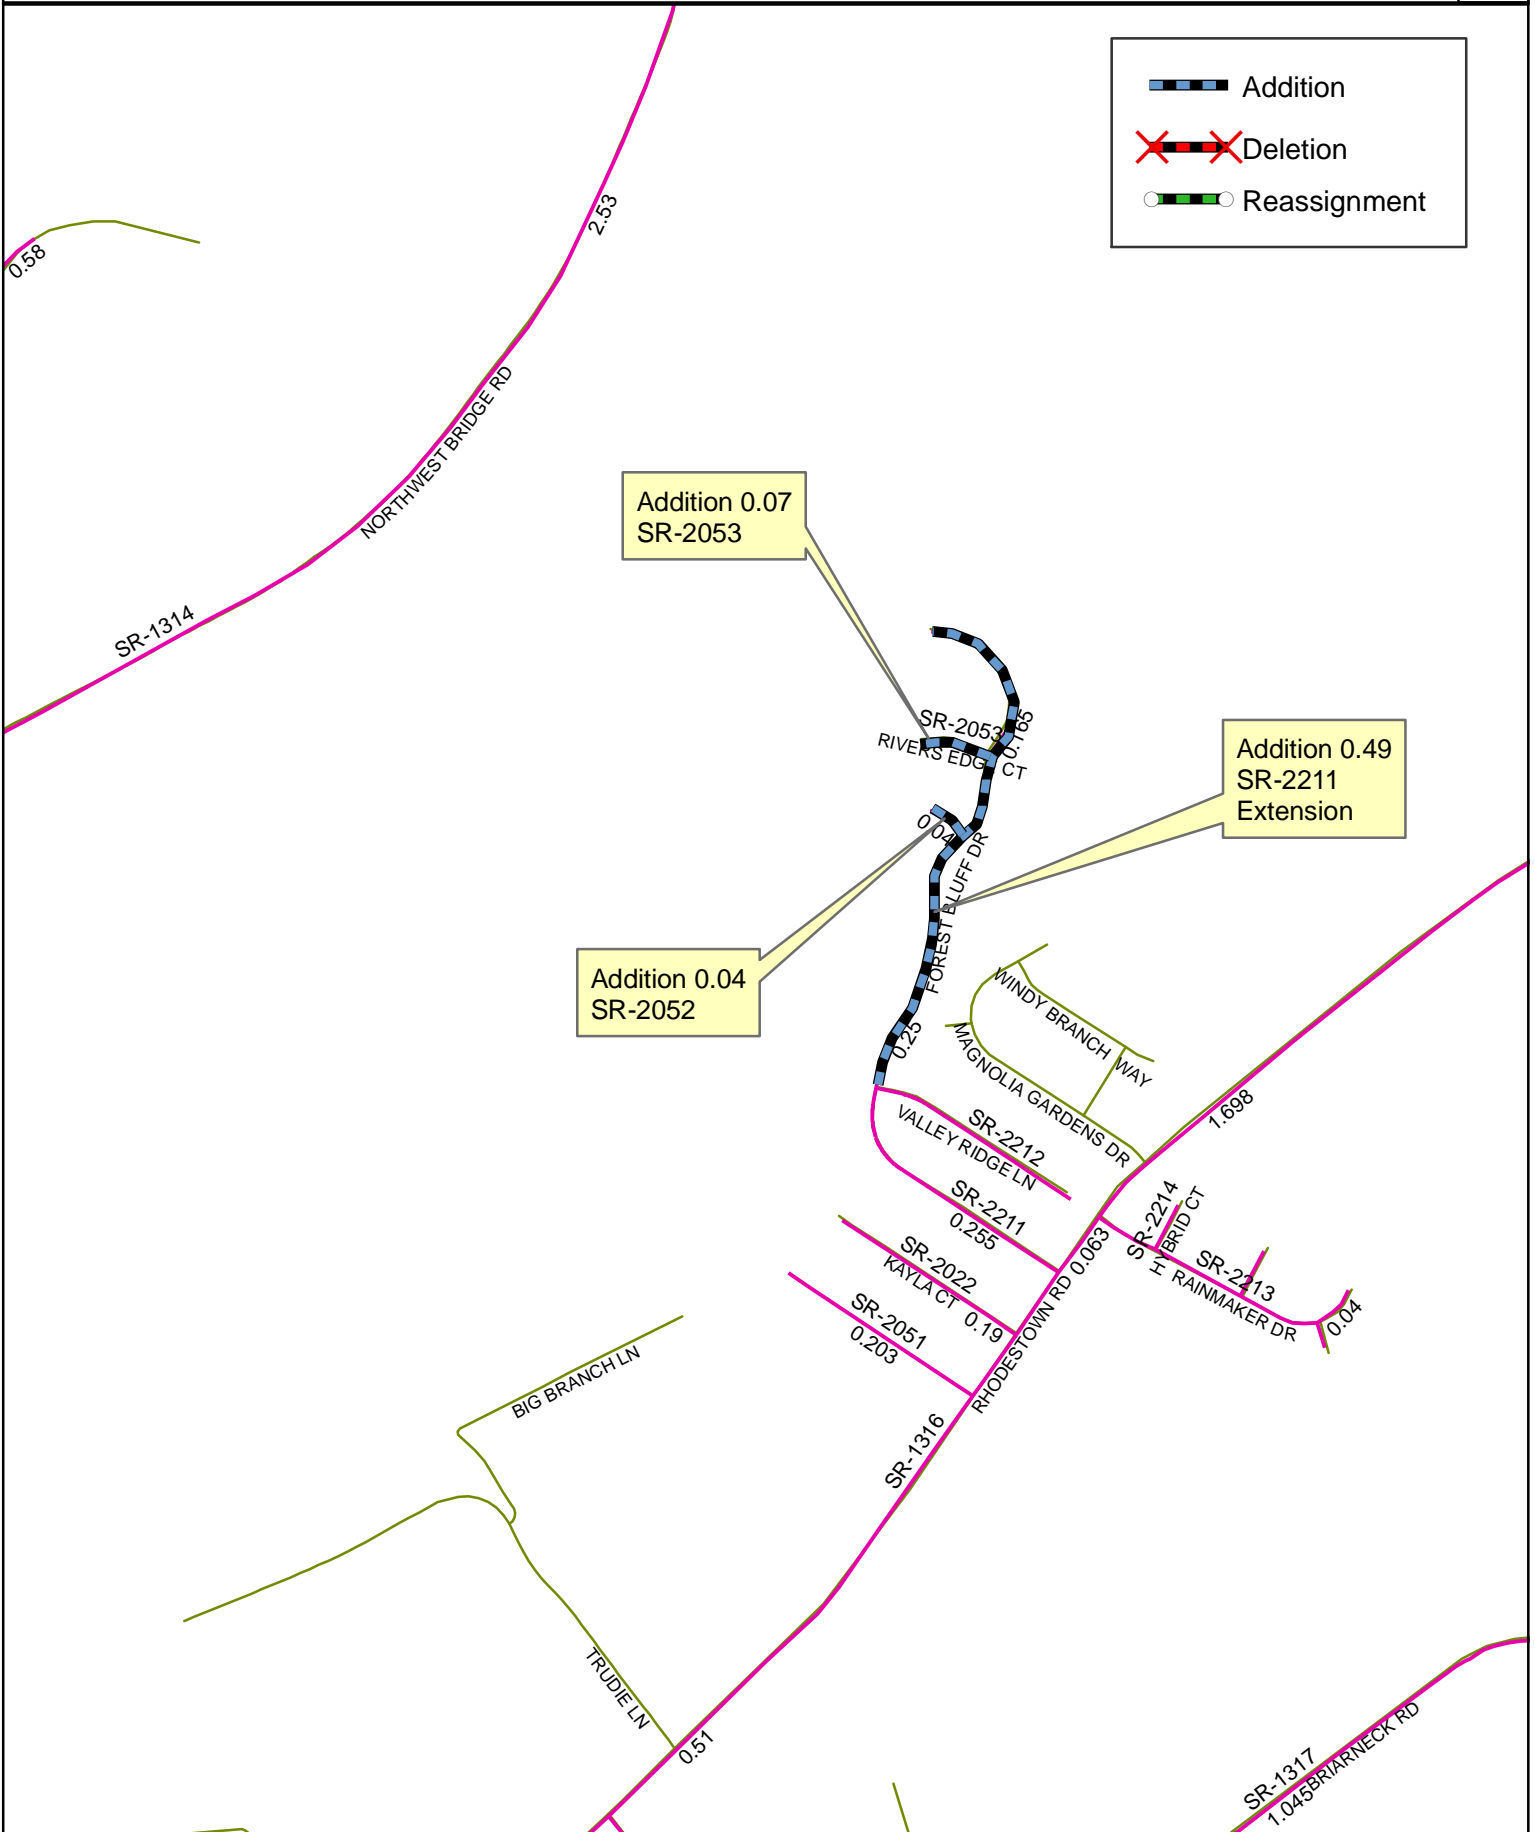 Addition
Deletion
Reassignment
2.53
0.58
NORTHWEST BRIDGE RD
SR-1314
Addition 0.07
SR-2053
SR-2053
0.165
RIVERS EDGE CT
Addition 0.49
SR-2211
Extension
0.04
FOREST BLUFF DR
Addition 0.04
SR-2052
0.25
WINDY BRANCH WAY
MAGNOLIA GARDENS DR
1.698
SR-2212
VALLEY RIDGE LN
SR-2211
0.255
SR-2214
HYBRID CT
0.063
SR-2213
RAINMAKER DR
0.04
SR-2022
KAYLA CT
0.19
SR-2051
0.203
RHODESTOWN RD
BIG BRANCH LN
SR-1316
TRUDIE LN
0.51
SR-1317
1.045
BRIARNECK RD